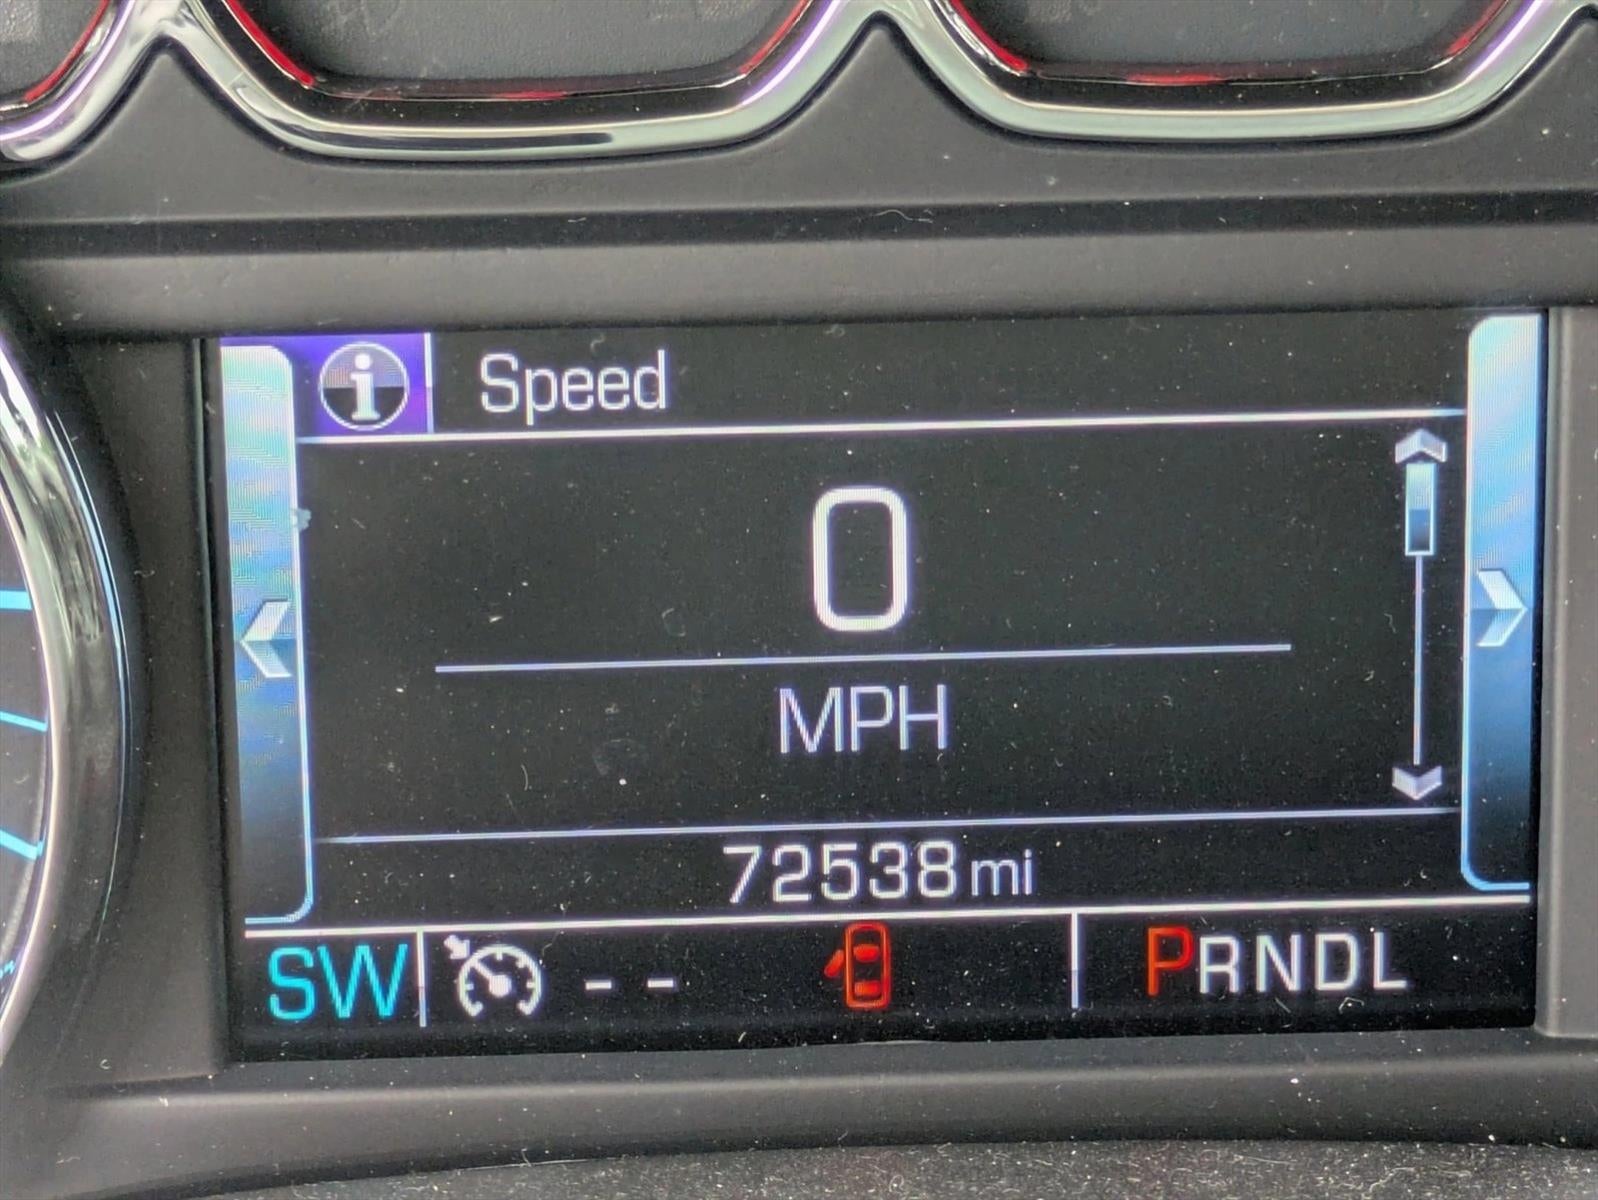 Speed
0
MPH
72538 mi
SW -- PRNDL